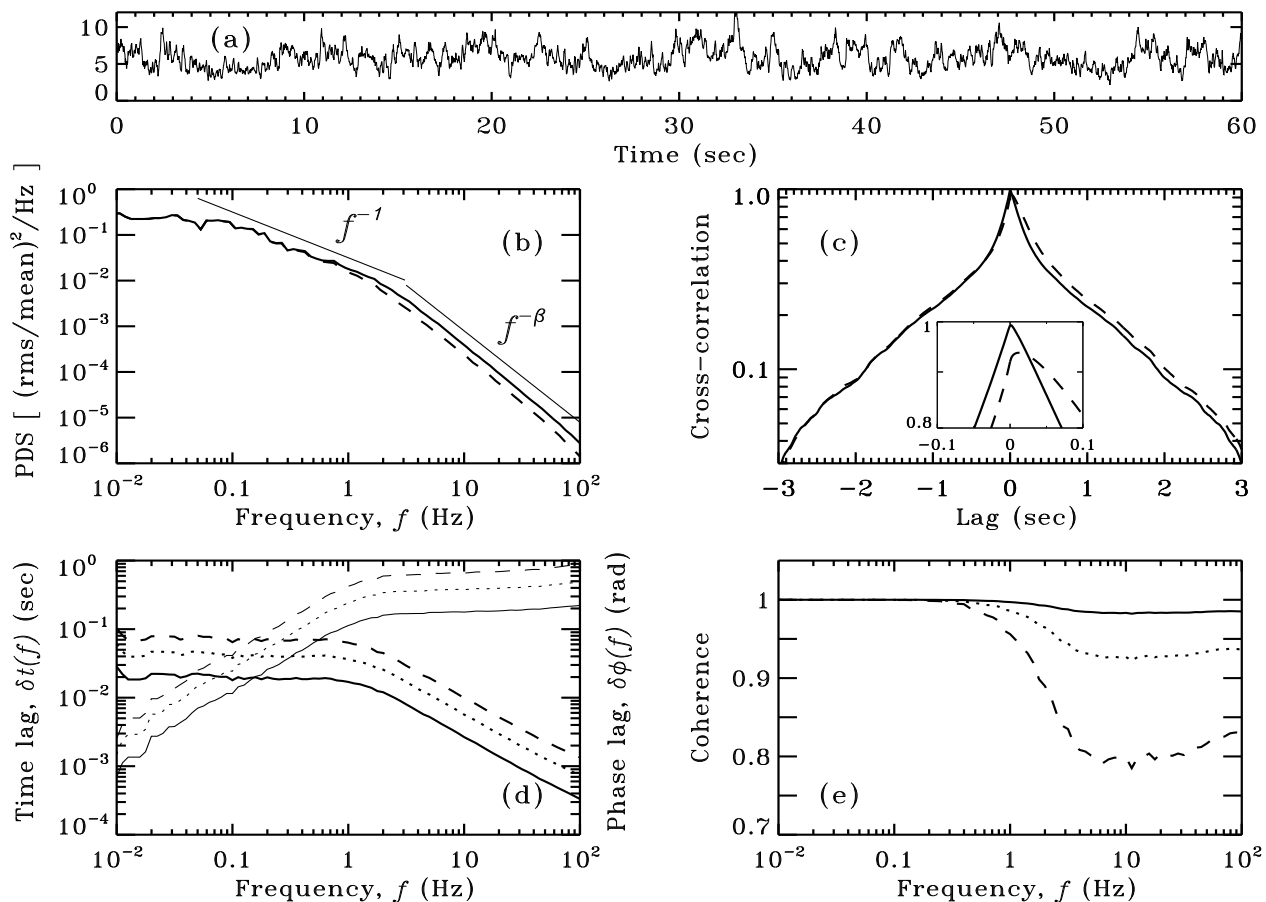 10
5
0
(a)
0 10 20 30 40 50 60
Time (sec)
PDS [ (rms/mean)²/Hz ]
10⁰
10⁻¹
10⁻²
10⁻³
10⁻⁴
10⁻⁵
10⁻⁶
f⁻¹
(b)
f⁻ᵝ
10⁻² 0.1 1 10 10²
Frequency, f (Hz)
Cross-correlation
1.0
0.1
(c)
1
0.8
-0.1 0 0.1
−3 −2 −1 0 1 2 3
Lag (sec)
Time lag, δt(f) (sec)
10⁰
10⁻¹
10⁻²
10⁻³
10⁻⁴
(d)
Phase lag, δϕ(f) (rad)
10⁻² 0.1 1 10 10²
Frequency, f (Hz)
Coherence
1
0.9
0.8
0.7
(e)
10⁻² 0.1 1 10 10²
Frequency, f (Hz)